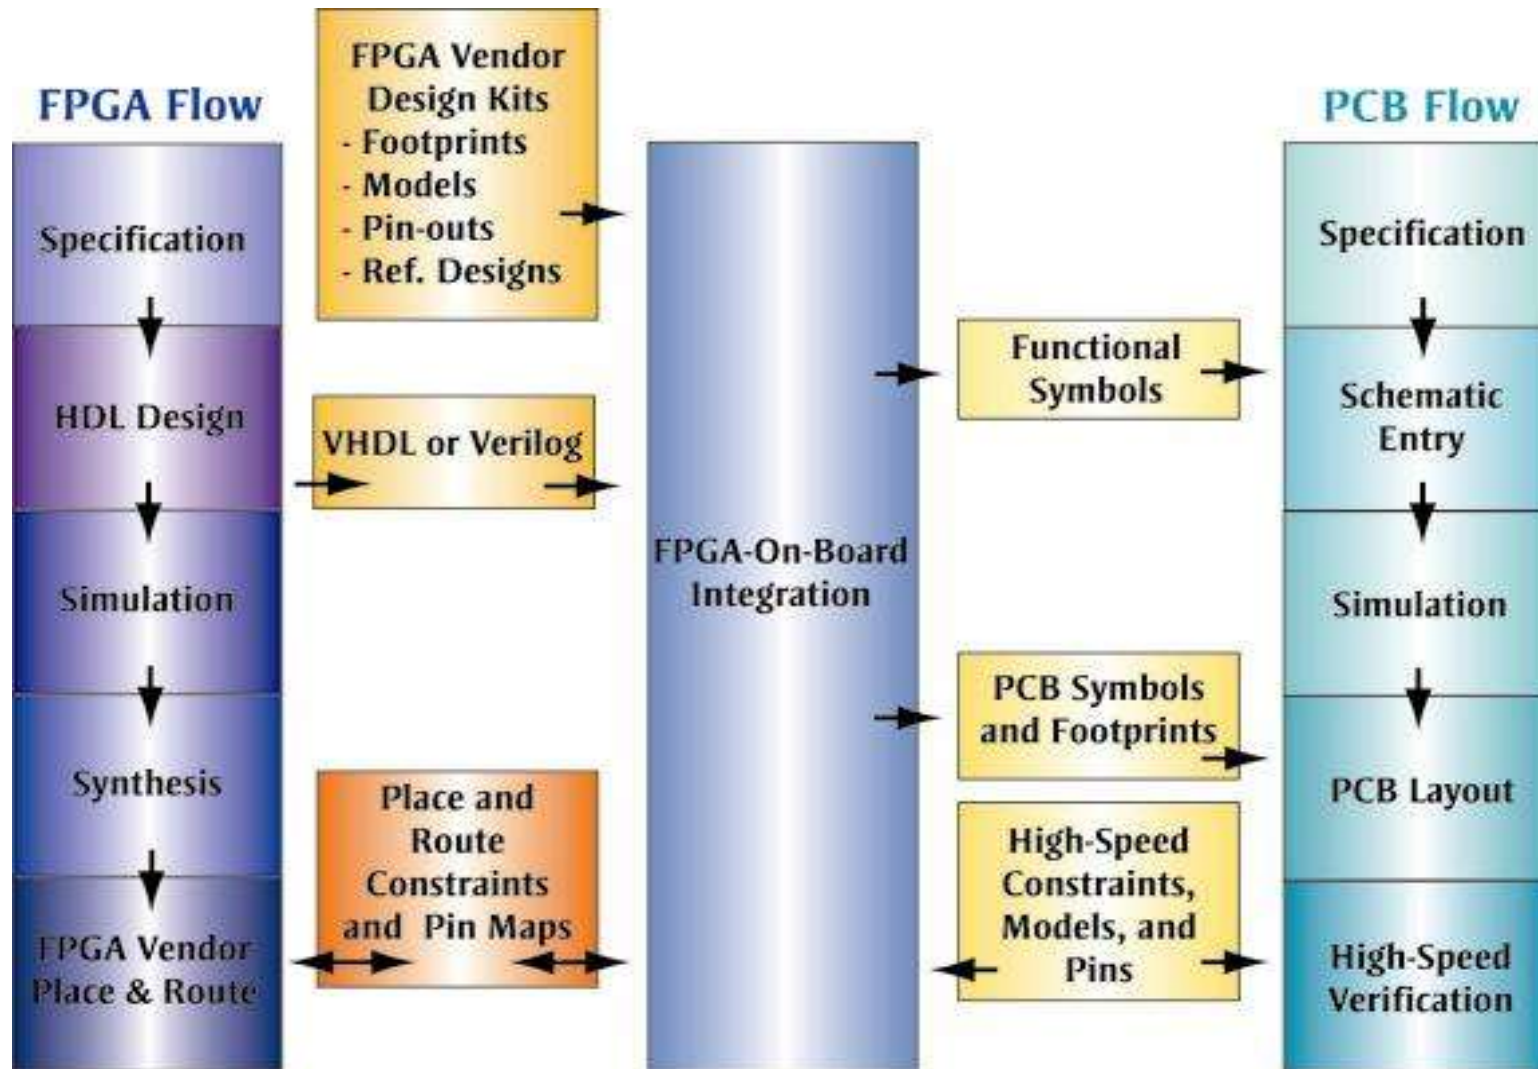 FPGA Flow
Specification
HDL Design
Simulation
Synthesis
FPGA Vendor
Place & Route
FPGA Vendor
Design Kits
- Footprints
- Models
- Pin-outs
- Ref. Designs
VHDL or Verilog
Place and
Route
Constraints
and Pin Maps
FPGA-On-Board
Integration
Functional
Symbols
PCB Symbols
and Footprints
High-Speed
Constraints,
Models, and
Pins
PCB Flow
Specification
Schematic
Entry
Simulation
PCB Layout
High-Speed
Verification